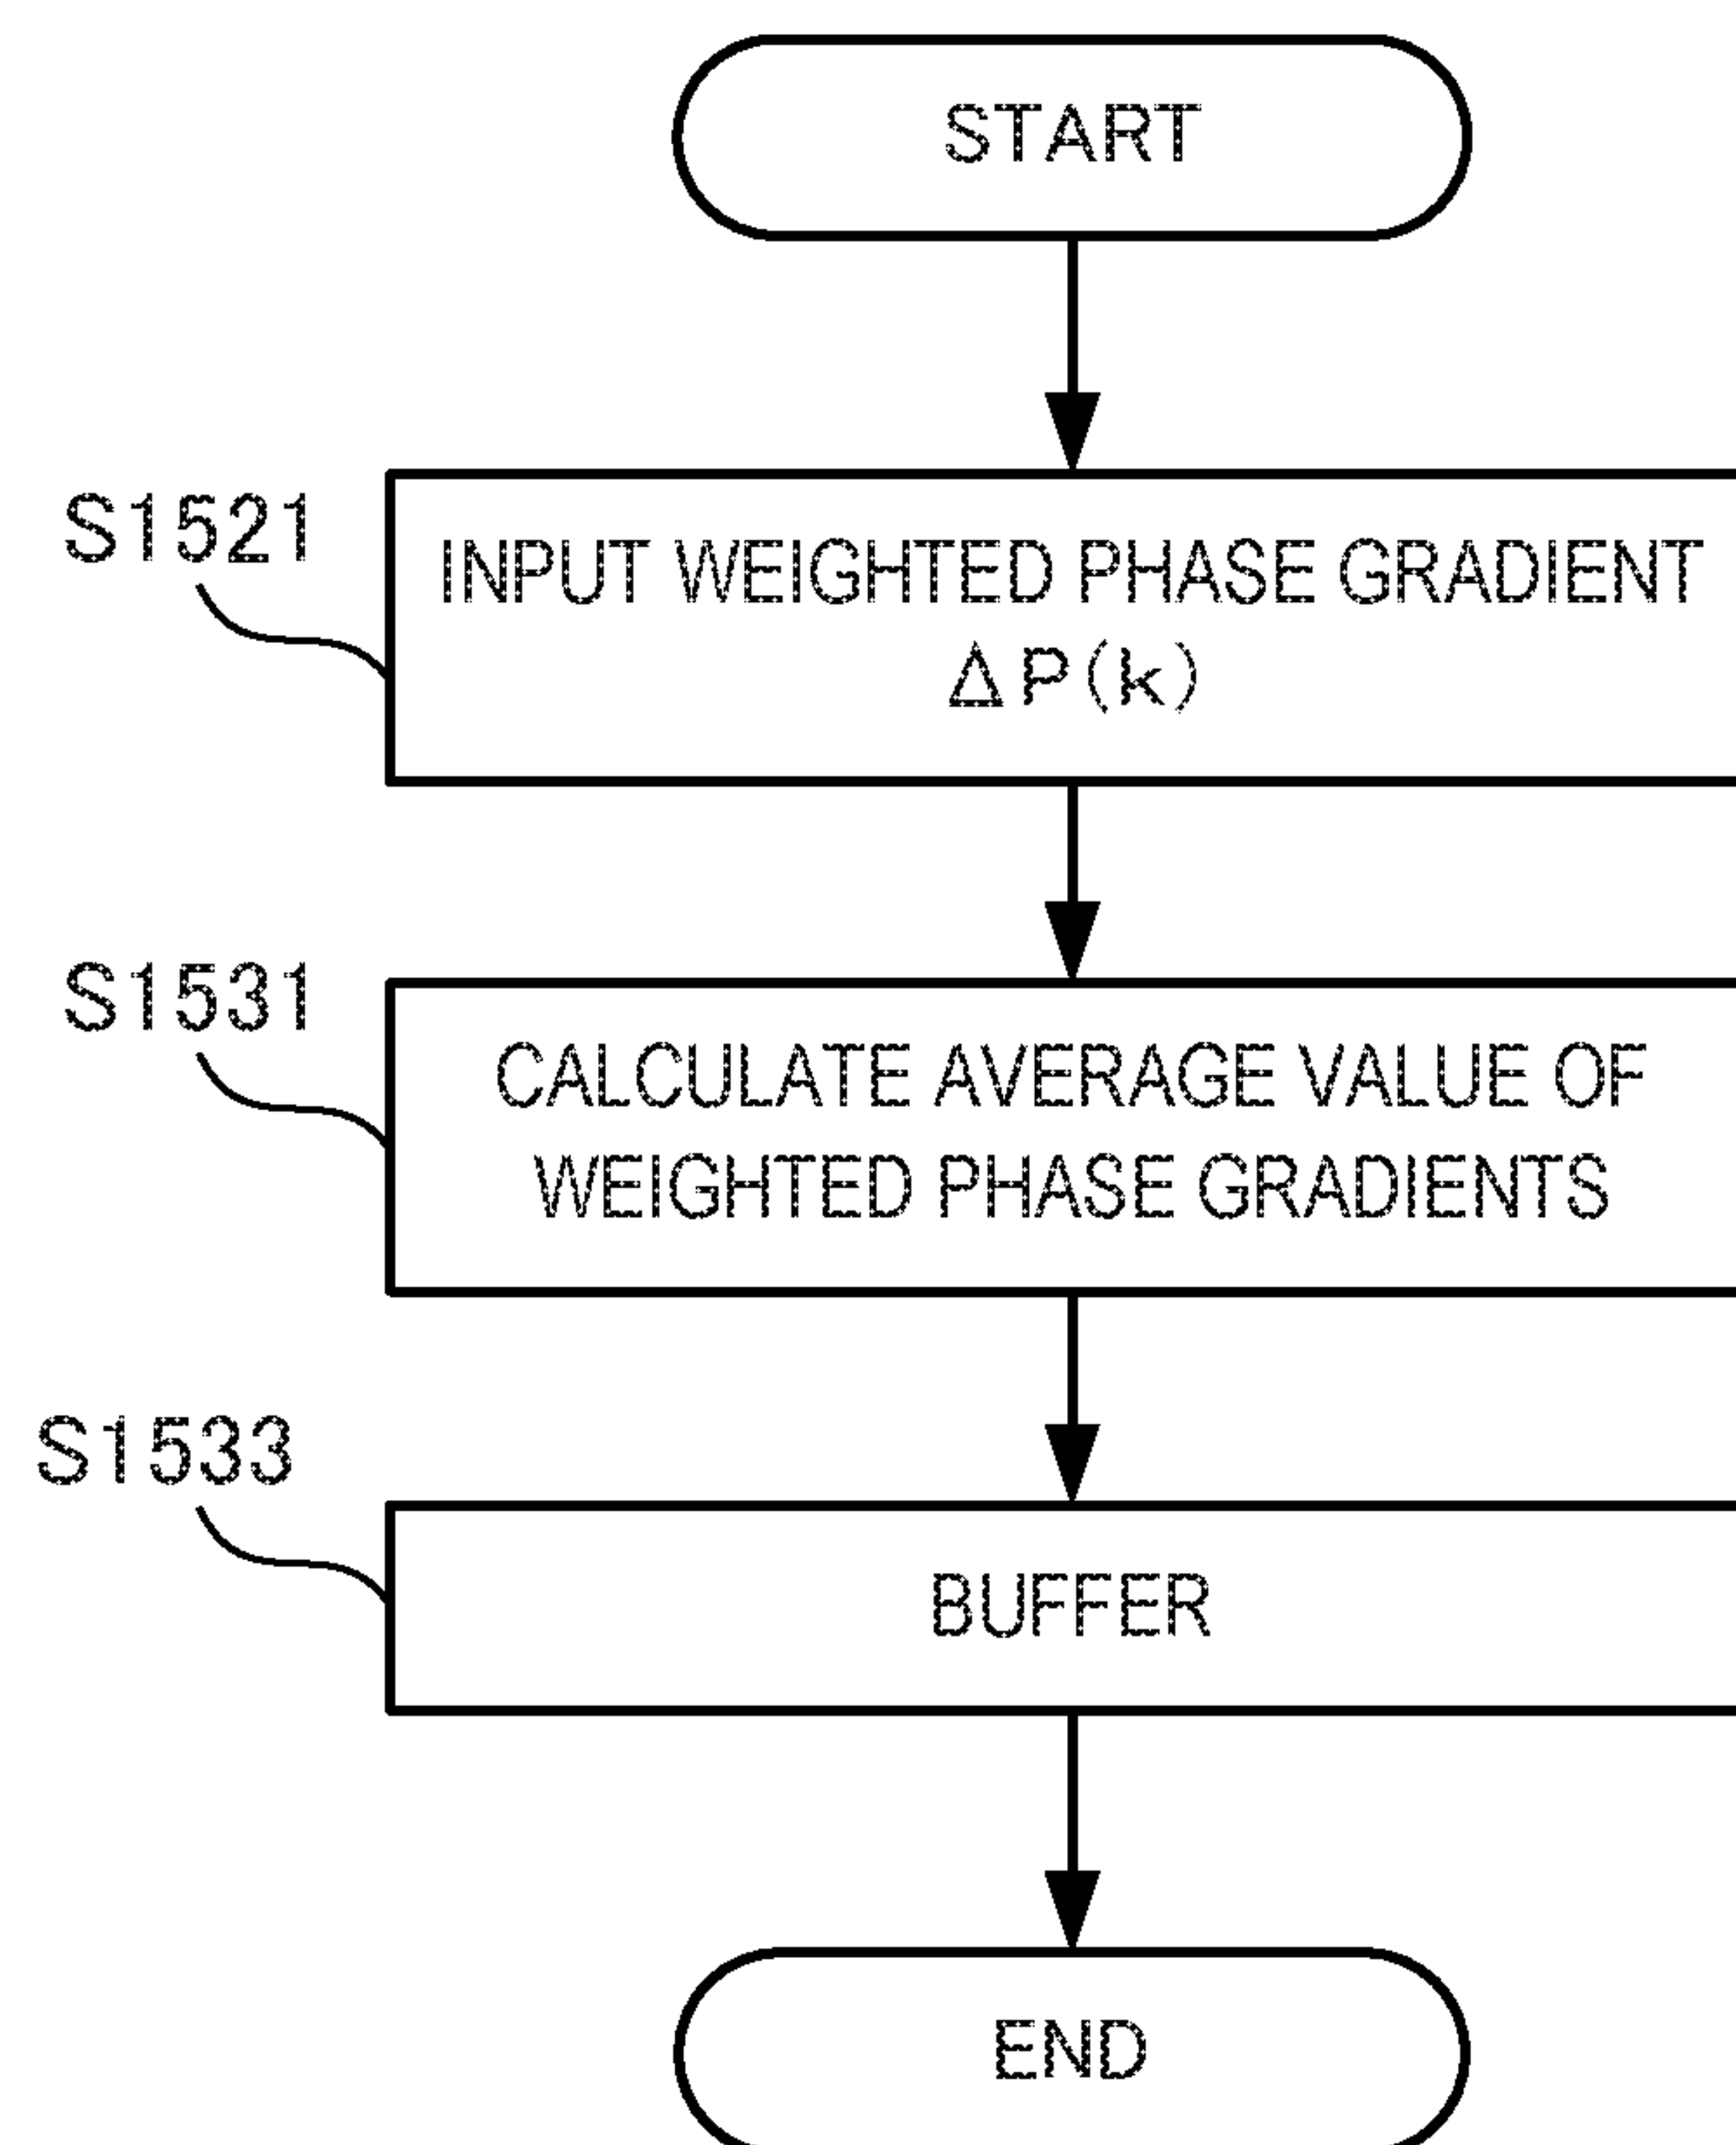 START
S1521
INPUT WEIGHTED PHASE GRADIENT
ΔP(k)
S1531
CALCULATE AVERAGE VALUE OF
WEIGHTED PHASE GRADIENTS
S1533
BUFFER
END